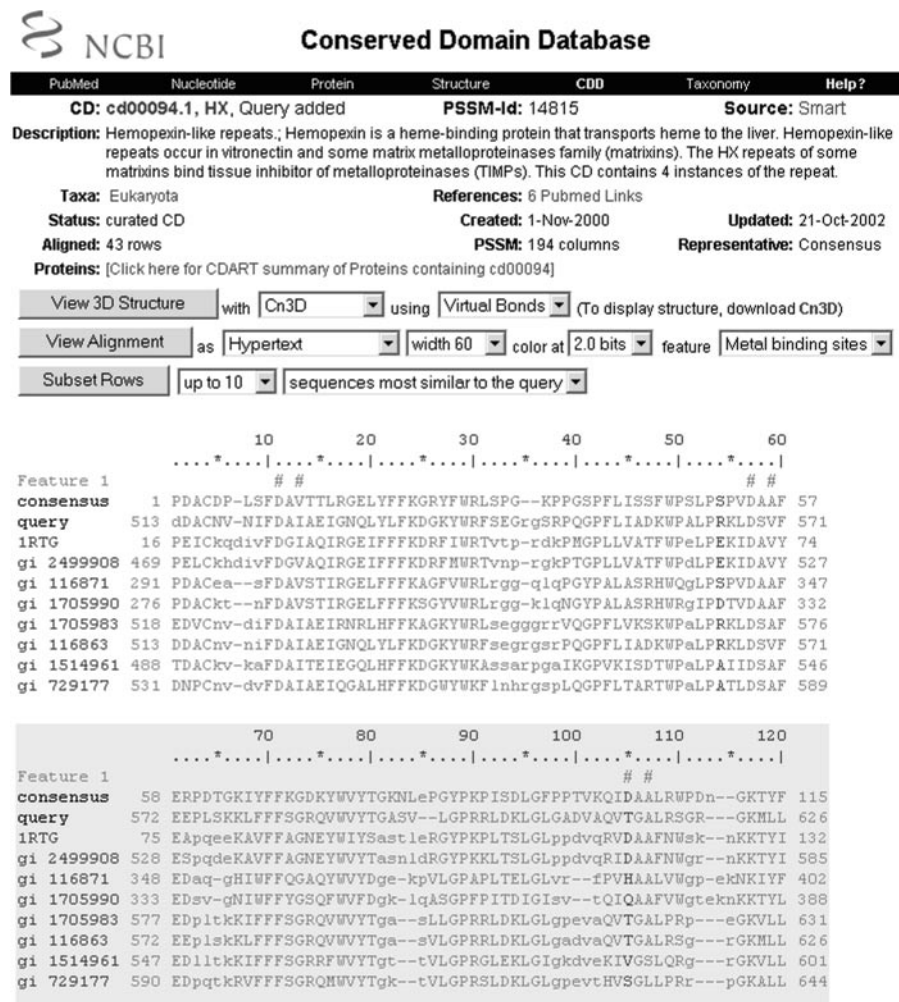 NCBI Conserved Domain Database
PubMed Nucleotide Protein Structure CDD Taxonomy Help?
CD: cd00094.1, HX, Query added PSSM-Id: 14815 Source: Smart
Description: Hemopexin-like repeats.; Hemopexin is a heme-binding protein that transports heme to the liver. Hemopexin-like
repeats occur in vitronectin and some matrix metalloproteinases family (matrixins). The HX repeats of some
matrixins bind tissue inhibitor of metalloproteinases (TIMPs). This CD contains 4 instances of the repeat.
Taxa: Eukaryota References: 6 Pubmed Links
Status: curated CD Created: 1-Nov-2000 Updated: 21-Oct-2002
Aligned: 43 rows PSSM: 194 columns Representative: Consensus
Proteins: [Click here for CDART summary of Proteins containing cd00094]
View 3D Structure with Cn3D using Virtual Bonds (To display structure, download Cn3D)
View Alignment as Hypertext width 60 color at 2.0 bits feature Metal binding sites
Subset Rows up to 10 sequences most similar to the query
10 20 30 40 50 60
....*....|....*....|....*....|....*....|....*....|....*....|
Feature 1 # # # #
consensus 1 PDACDP-LSFDAVTTLRGELYFFKGRYFWRLSPG--KPPGSPFLISSFWPSLPSPVDAAF 57
query 513 dDACNV-NIFDAIAEIGNQLYLFKDGKYWRFSEGrgSRPQGPFLIADKWPALPRKLDSVF 571
1RTG 16 PEICkqdivFDGIAQIRGEIFFFKDRFIWRTvtp-rdkPMGPLLVATFWPeLPEKIDAVY 74
gi 2499908 469 PELCkhdivFDGVAQIRGEIFFFKDRFMWRTvnp-rgkPTGPLLVATFWPdLPEKIDAVY 527
gi 116871 291 PDACea--sFDAVSTIRGELFFFKAGFVWRLrgg-qlqPGYPALASRHWQgLPSPVDAAF 347
gi 1705990 276 PDACkt--nFDAVSTIRGELFFFKSGYVWRLrgg-klqNGYPALASRHWRgIPDTVDAAF 332
gi 1705983 518 EDVCnv-diFDAIAEIRNRLHFFKAGKYWRLsegggrrVQGPFLVKSKWPaLPRKLDSAF 576
gi 116863 513 DDACnv-niFDAIAEIGNQLYLFKDGKYWRFsegrgsrPQGPFLIADKWPaLPRKLDSVF 571
gi 1514961 488 TDACkv-kaFDAITEIEGQLHFFKDGKYWKAssarpgaIKGPVKISDTWPaLPAIIDSAF 546
gi 729177 531 DNPCnv-dvFDAIAEIQGALHFFKDGWYWKFlnhrgspLQGPFLTARTWPaLPATLDSAF 589
70 80 90 100 110 120
....*....|....*....|....*....|....*....|....*....|....*....|
Feature 1 # #
consensus 58 ERPDTGKIYFFKGDKYWVYTGKNLePGYPKPISDLGFPPTVKQIDAALRWPDn--GKTYF 115
query 572 EEPLSKKLFFFSGRQVWVYTGASV--LGPRRLDKLGLGADVAQVTGALRSGR---GKMLL 626
1RTG 75 EApqeeKAVFFAGNEYWIYSastleRGYPKPLTSLGLppdvqRVDAAFNWsk--nKKTYI 132
gi 2499908 528 ESpqdeKAVFFAGNEYWVYTasnldRGYPKKLTSLGLppdvqRIDAAFNWgr--nKKTYI 585
gi 116871 348 EDaq-gHIWFFQGAQYWVYDge-kpVLGPAPLTELGLvr--fPVHAALVWgp-ekNKIYF 402
gi 1705990 333 EDsv-gNIWFFYGSQFWVFDgk-lqASGPFPITDIGIsv--tQIQAAFVWgteknKKTYL 388
gi 1705983 577 EDpltkKIFFFSGRQVWVYTga--sLLGPRRLDKLGLgpevaQVTGALPRp---eGKVLL 631
gi 116863 572 EEplskKLFFFSGRQVWVYTga--sVLGPRRLDKLGLgadvaQVTGALRSg---rGKMLL 626
gi 1514961 547 EDlltkKIFFFSGRRFWVYTgt--tVLGPRGLEKLGIgkdveKIVGSLQRg---rGKVLL 601
gi 729177 590 EDpqtkRVFFFSGRQMWVYTgk--tVLGPRSLDKLGLgpevtHVSGLLPRr---pGKALL 644